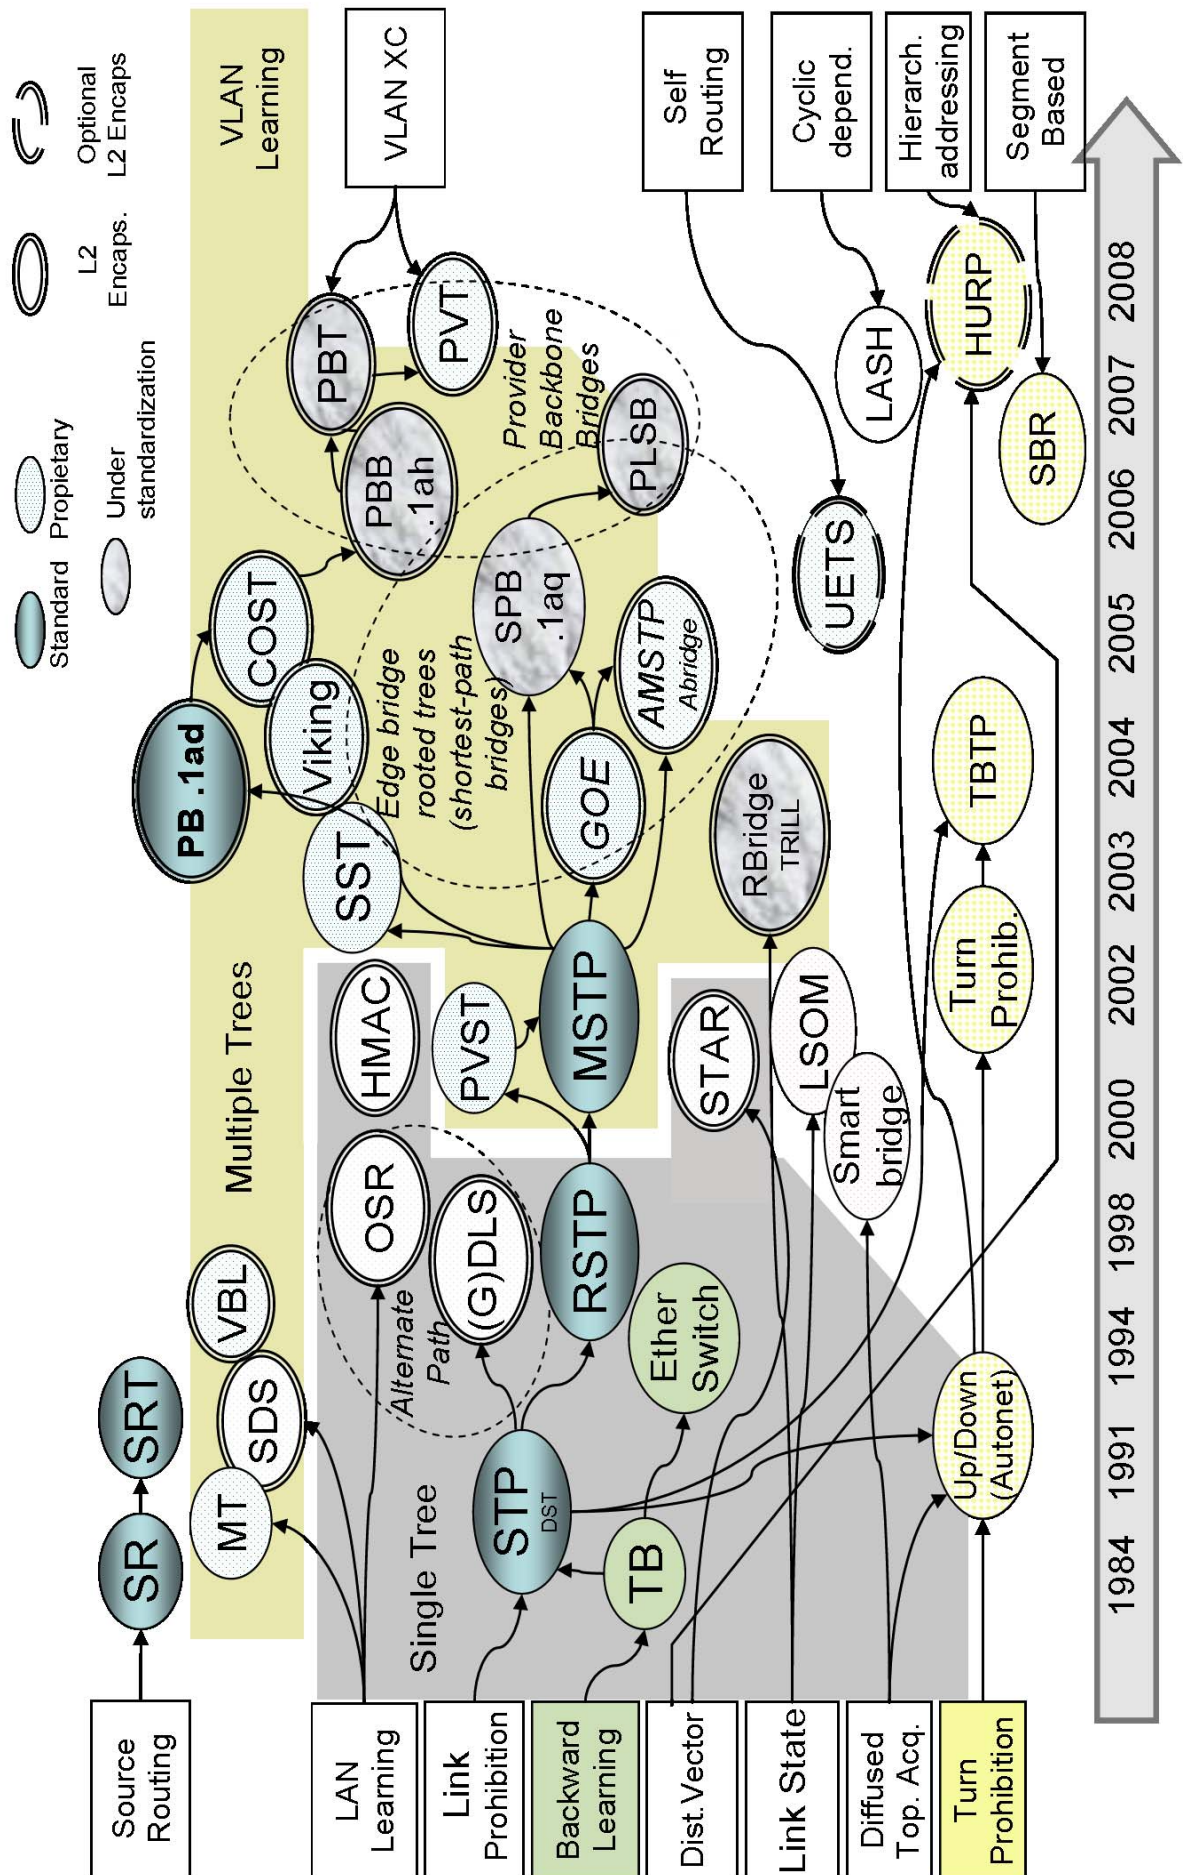 Standard
Propietary
Under
standardization
L2
Encaps.
Optional
L2 Encaps
Source
Routing
SR
SRT
PB .1ad
Multiple Trees
VLAN
Learning
MT
SDS
VBL
COST
Viking
SST
PBB
.1ah
PBT
PVT
VLAN XC
LAN
Learning
OSR
HMAC
Alternate
Path
(G)DLS
PVST
Edge bridge
rooted trees
(shortest-path
bridges)
Provider
Backbone
Bridges
Single Tree
Link
Prohibition
STP
DST
RSTP
MSTP
GOE
SPB
.1aq
AMSTP
Abridge
PLSB
Backward
Learning
TB
Ether
Switch
Dist.Vector
STAR
RBridge
TRILL
Self
Routing
Link State
LSOM
UETS
Cyclic
depend.
Diffused
Top. Acq.
Smart
bridge
LASH
Hierarch.
addressing
Turn
Prohibition
Up/Down
(Autonet)
Turn
Prohib.
TBTP
HURP
SBR
Segment
Based
1984 1991 1994 1998 2000 2002 2003 2004 2005 2006 2007 2008